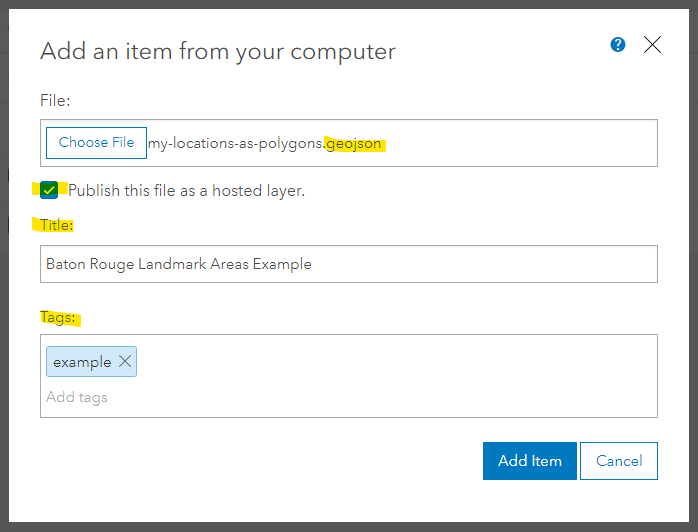 Add an item from your computer
?
File:
Choose File my-locations-as-polygons.geojson
Publish this file as a hosted layer.
Title:
Baton Rouge Landmark Areas Example
Tags:
example
Add tags
Add Item Cancel